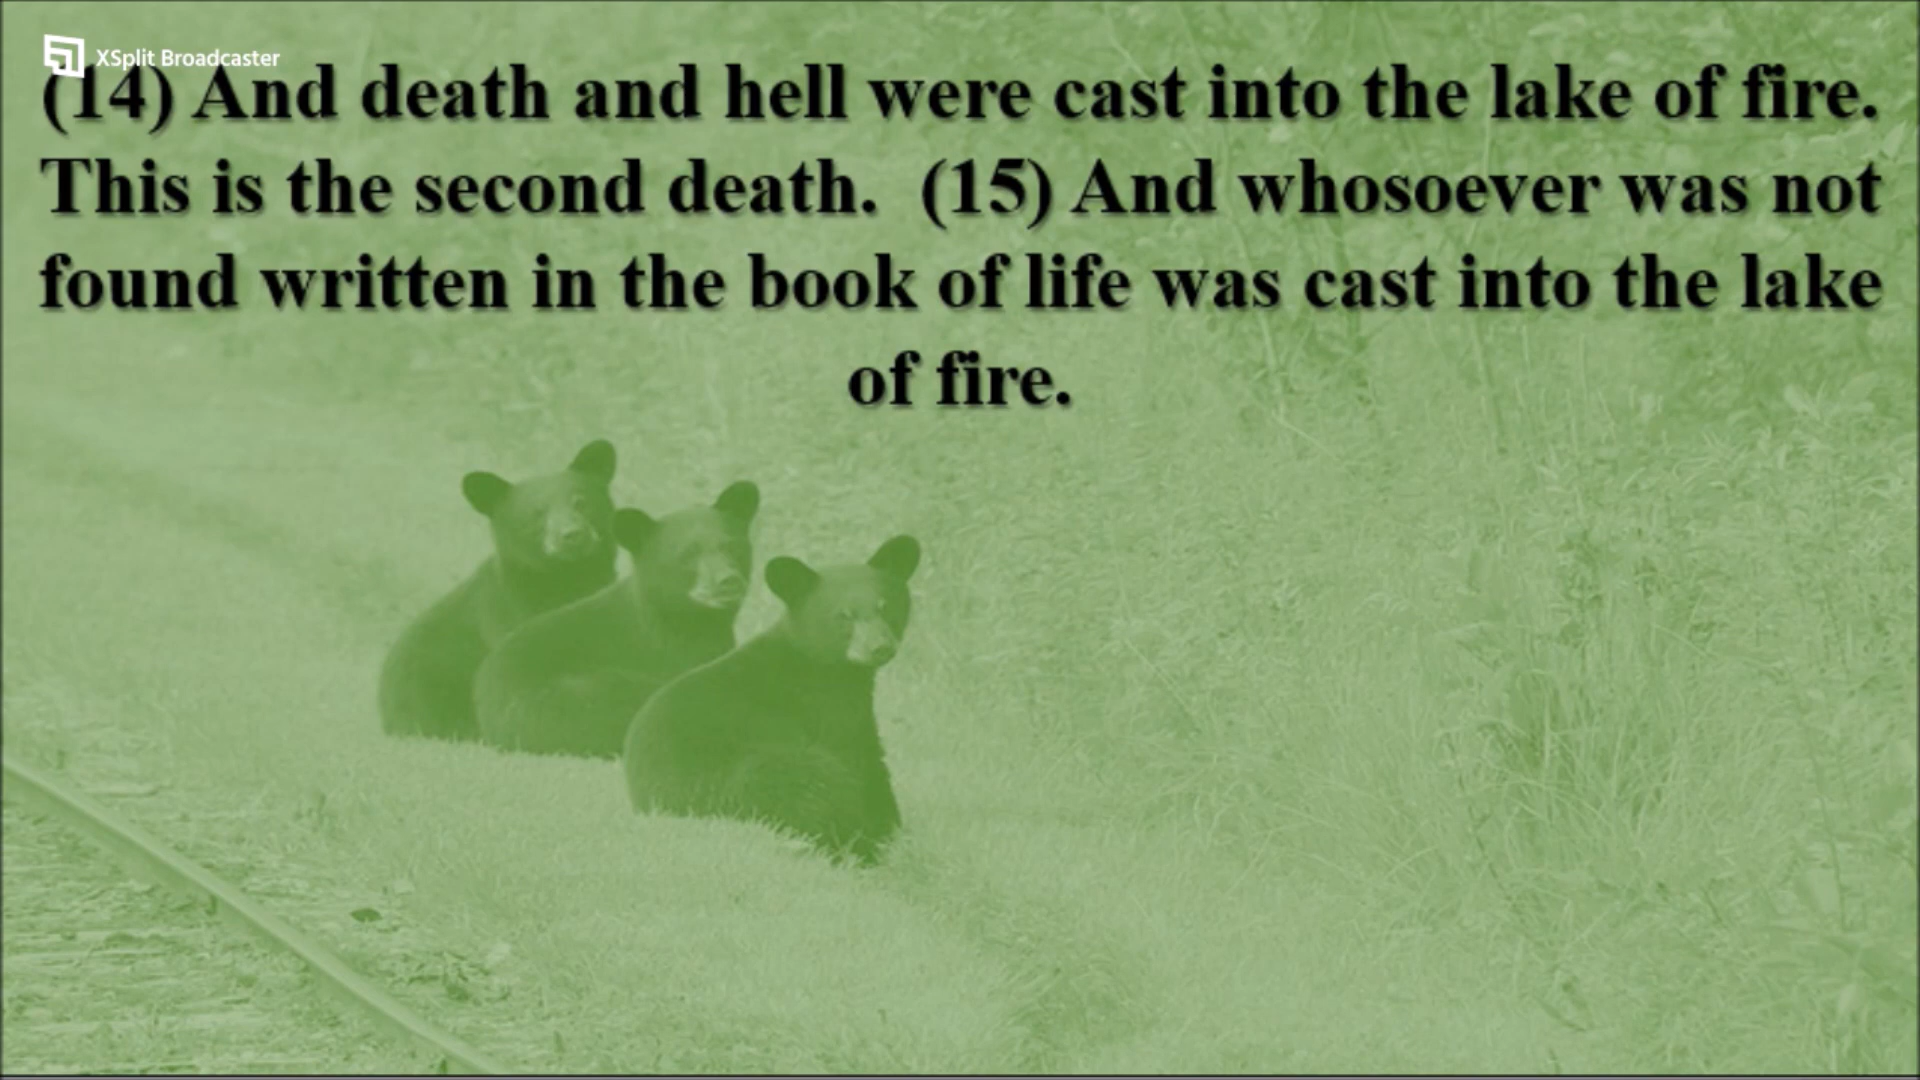 XSplit Broadcaster
(14) And death and hell were cast into the lake of fire.
This is the second death.  (15) And whosoever was not
found written in the book of life was cast into the lake
of fire.